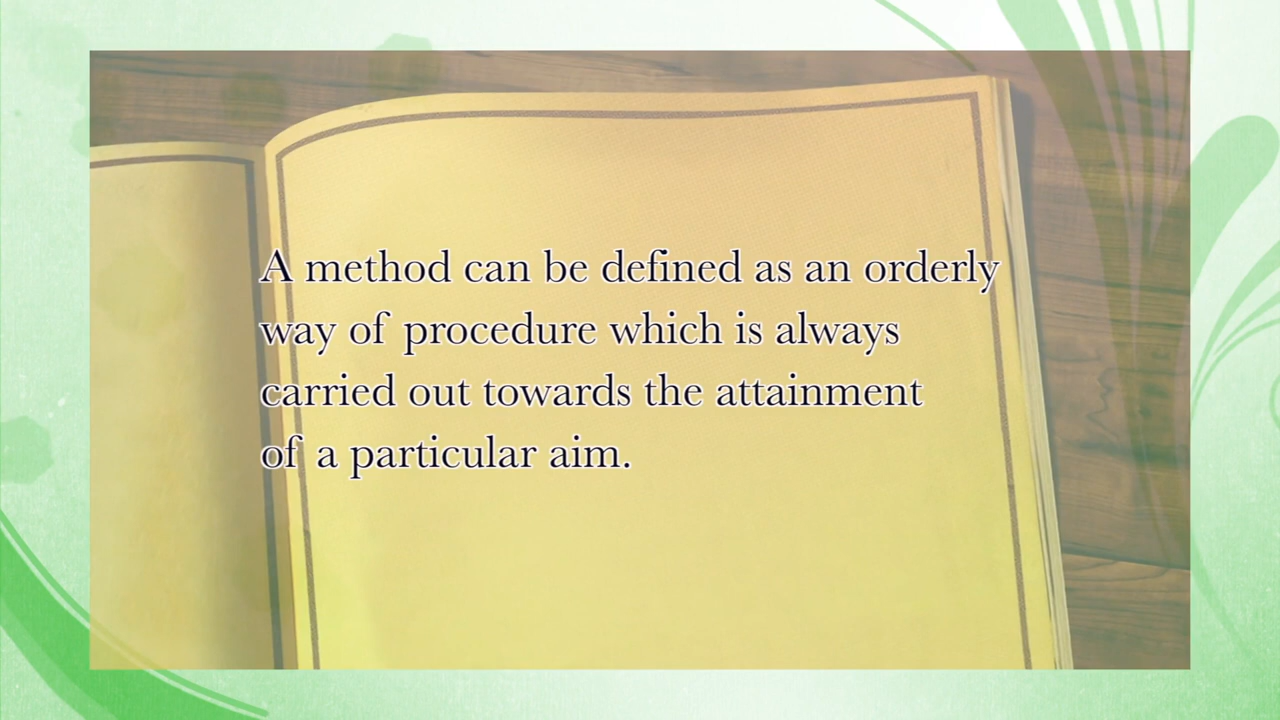 A method can be defined as an orderly
way of procedure which is always
carried out towards the attainment
of a particular aim.